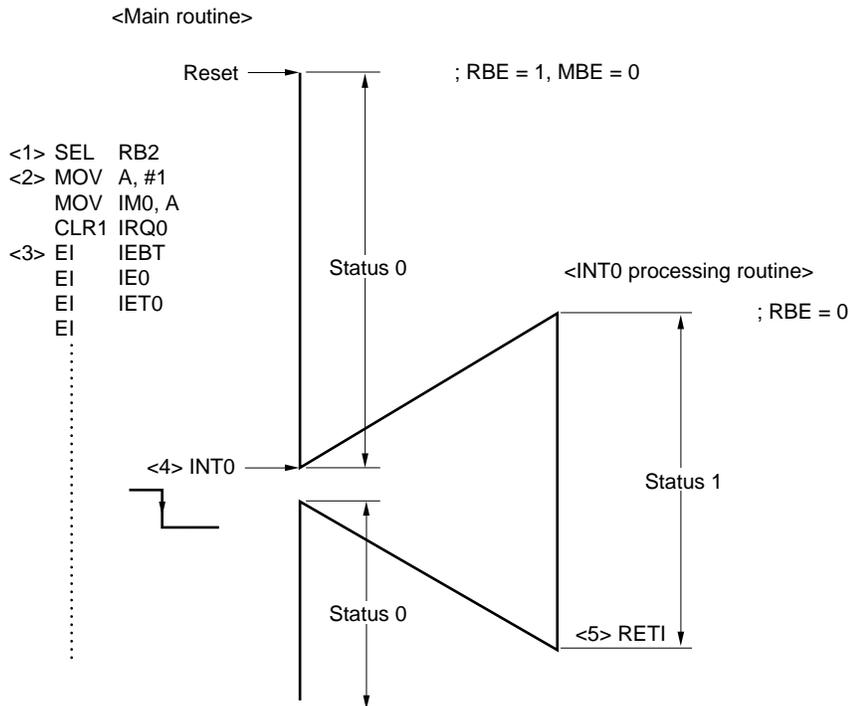 <Main routine>
Reset
; RBE = 1, MBE = 0
<1> SEL RB2
<2> MOV A, #1
MOV IM0, A
CLR1 IRQ0
<3> EI IEBT
EI IE0
EI IET0
EI
Status 0
<INT0 processing routine>
; RBE = 0
<4> INT0
Status 1
Status 0
<5> RETI